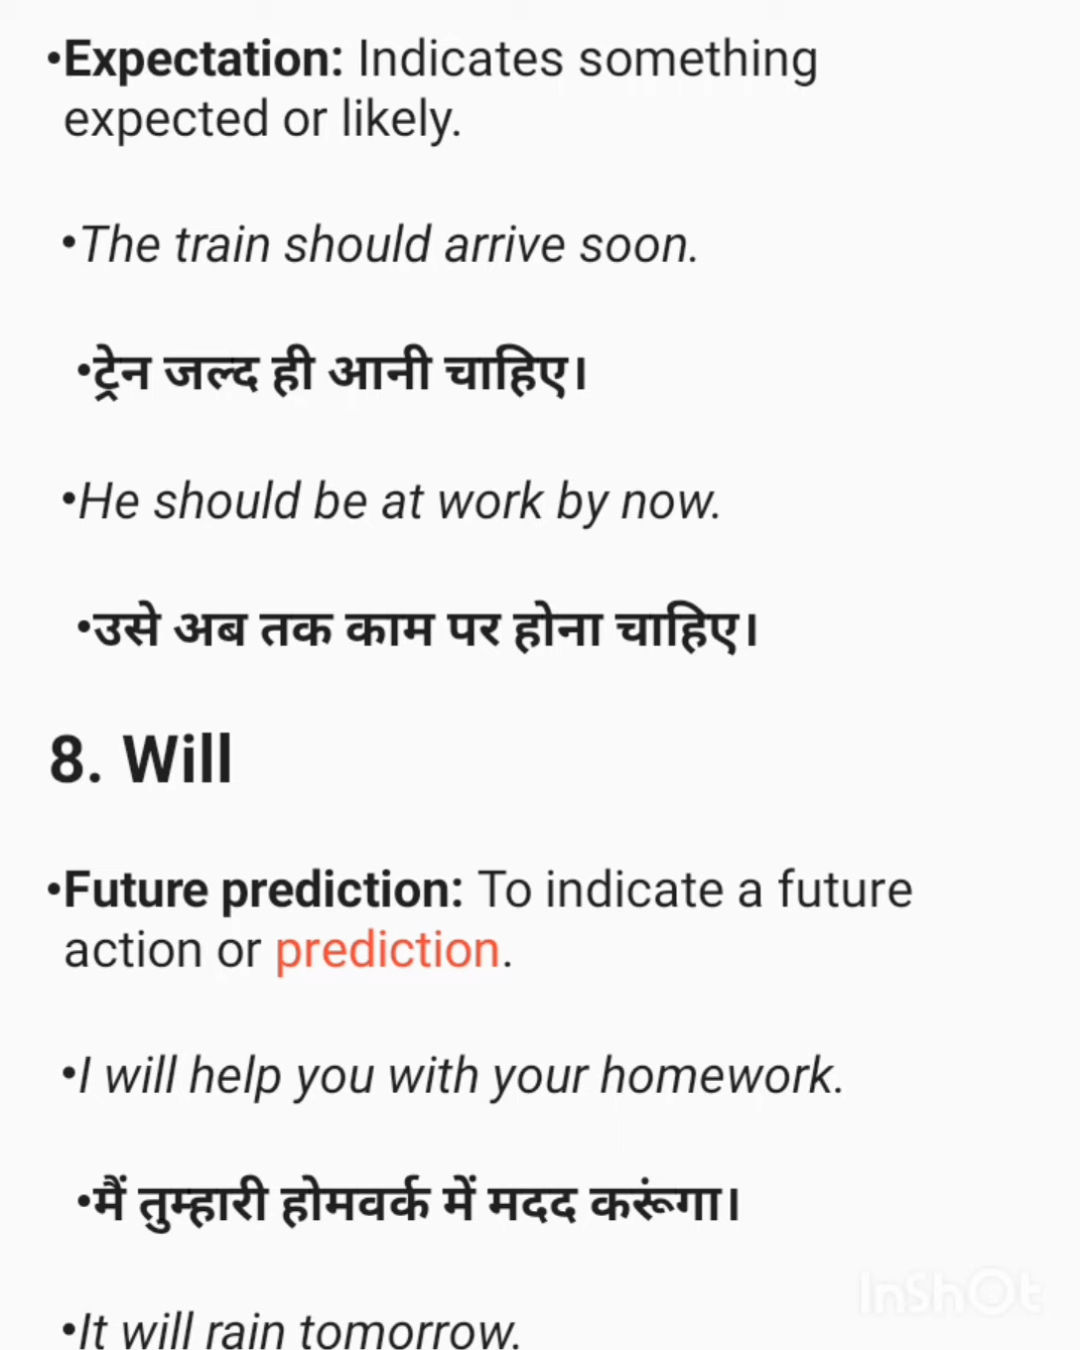 •Expectation: Indicates something
expected or likely.
•The train should arrive soon.
•ट्रेन जल्द ही आनी चाहिए।
•He should be at work by now.
•उसे अब तक काम पर होना चाहिए।
8. Will
•Future prediction: To indicate a future
action or prediction.
•I will help you with your homework.
•मैं तुम्हारी होमवर्क में मदद करूंगा।
InShOt
•It will rain tomorrow.